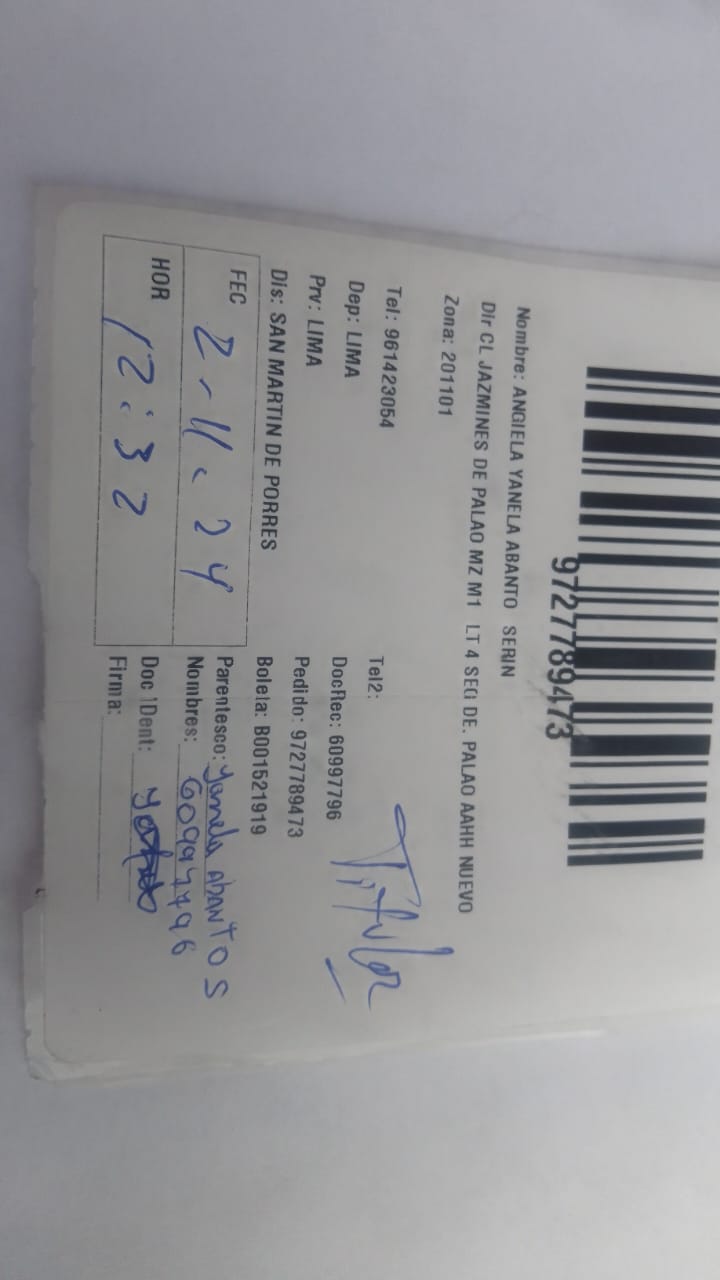 9727789473
Nombre: ANGIELA YANELA ABANTO SERIN
Dir CL JAZMINES DE PALAO MZ M1 LT 4 SEG DE. PALAO AAHH NUEVO
Zona: 201101
Tel: 961423054 Tel2:
Titular
Dep: LIMA DocRec: 60997796
Prv: LIMA Pedido: 9727789473
Dis: SAN MARTIN DE PORRES Boleta: B001521919
FEC 2-11-24 Parentesco: Yanela AbANTO S
Nombres: 60997796
HOR 12:32 Doc IDent:
Firma: